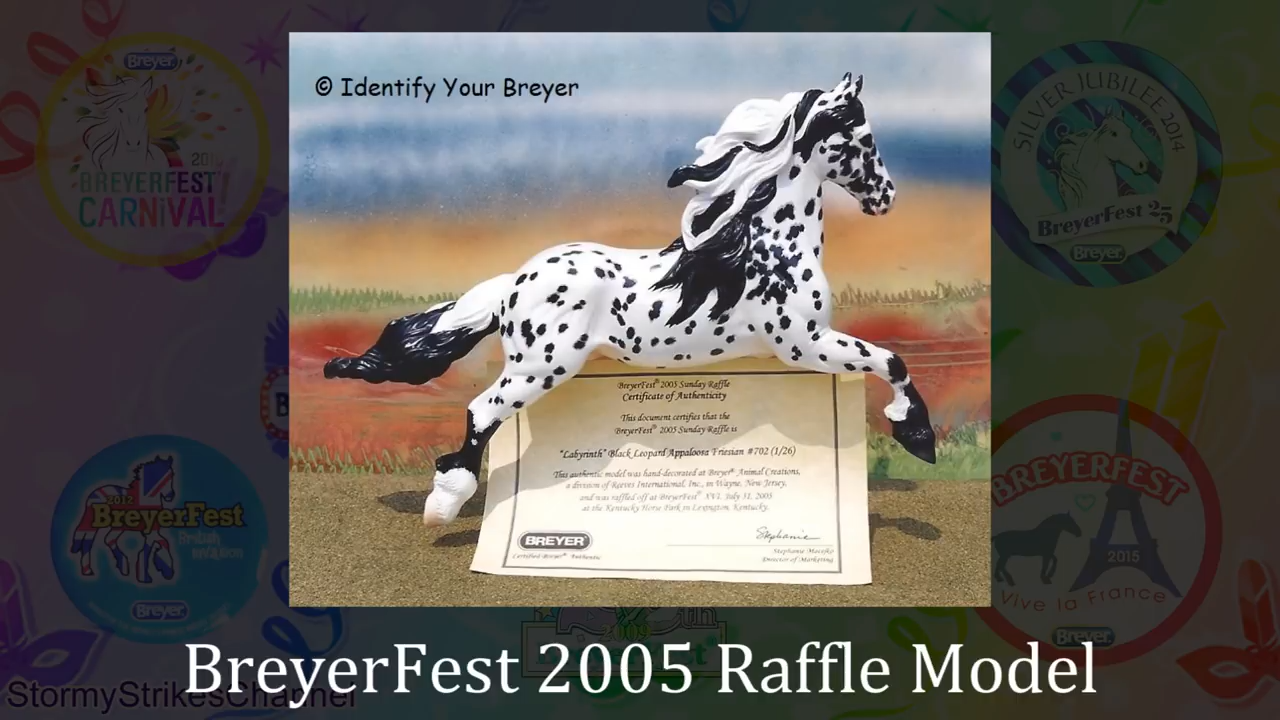 © Identify Your Breyer
BreyerFest® 2005 Sunday Raffle
Certificate of Authenticity
This document certifies that the
BreyerFest® 2005 Sunday Raffle is
"Labyrinth" Black Leopard Appaloosa Friesian #702 (1/26)
This authentic model was hand-decorated at Breyer® Animal Creations,
a division of Reeves International, Inc., in Wayne, New Jersey,
and was raffled off at BreyerFest® XVI, July 31, 2005
at the Kentucky Horse Park in Lexington, Kentucky.
BREYER
Certified Breyer® Authentic
Stephanie
Stephanie Macejko
Director of Marketing
Breyer
BREYERFEST
CARNIVAL
SILVER JUBILEE 2014
BreyerFest 25
Breyer
2012
BreyerFest
British
Invasion
Breyer
BREYERFEST
2015
Vive la France
Breyer
2009
BreyerFest 2005 Raffle Model
StormyStrikesChannel